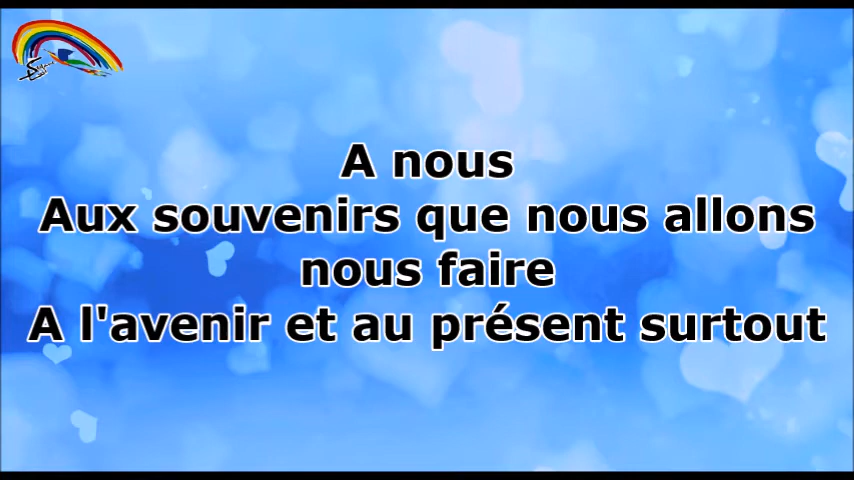 A nous
Aux souvenirs que nous allons
nous faire
A l'avenir et au présent surtout